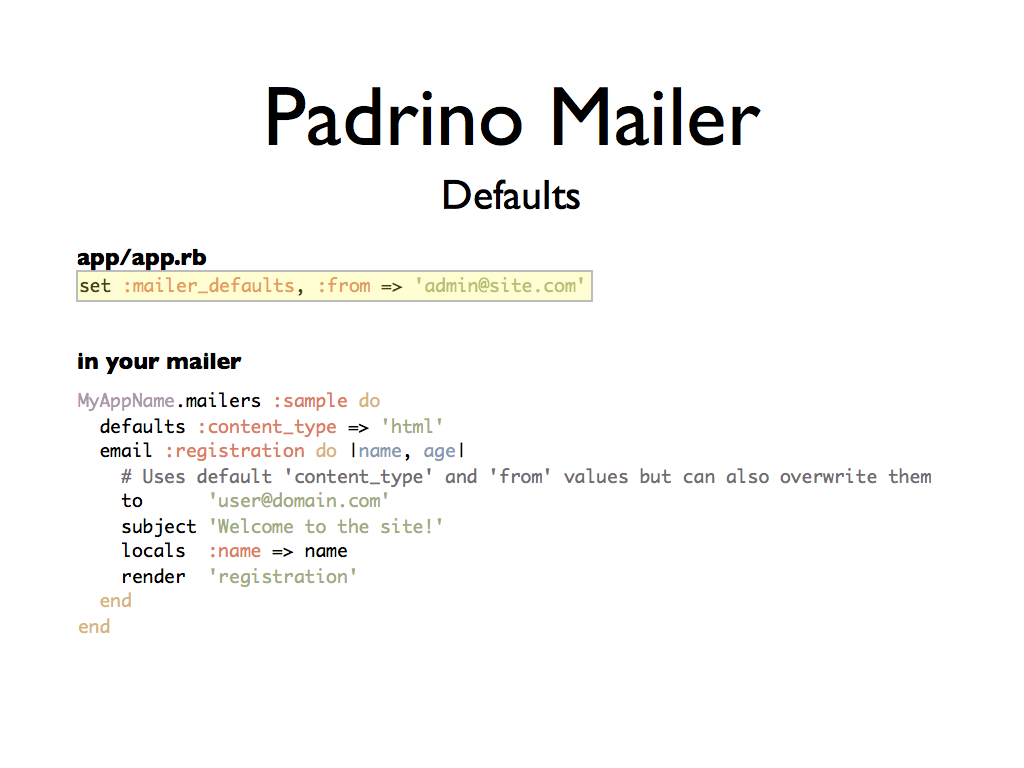 Padrino Mailer
Defaults
app/app.rb
set :mailer_defaults, :from => 'admin@site.com'
in your mailer
MyAppName.mailers :sample do
  defaults :content_type => 'html'
  email :registration do |name, age|
    # Uses default 'content_type' and 'from' values but can also overwrite them
    to      'user@domain.com'
    subject 'Welcome to the site!'
    locals  :name => name
    render  'registration'
  end
end